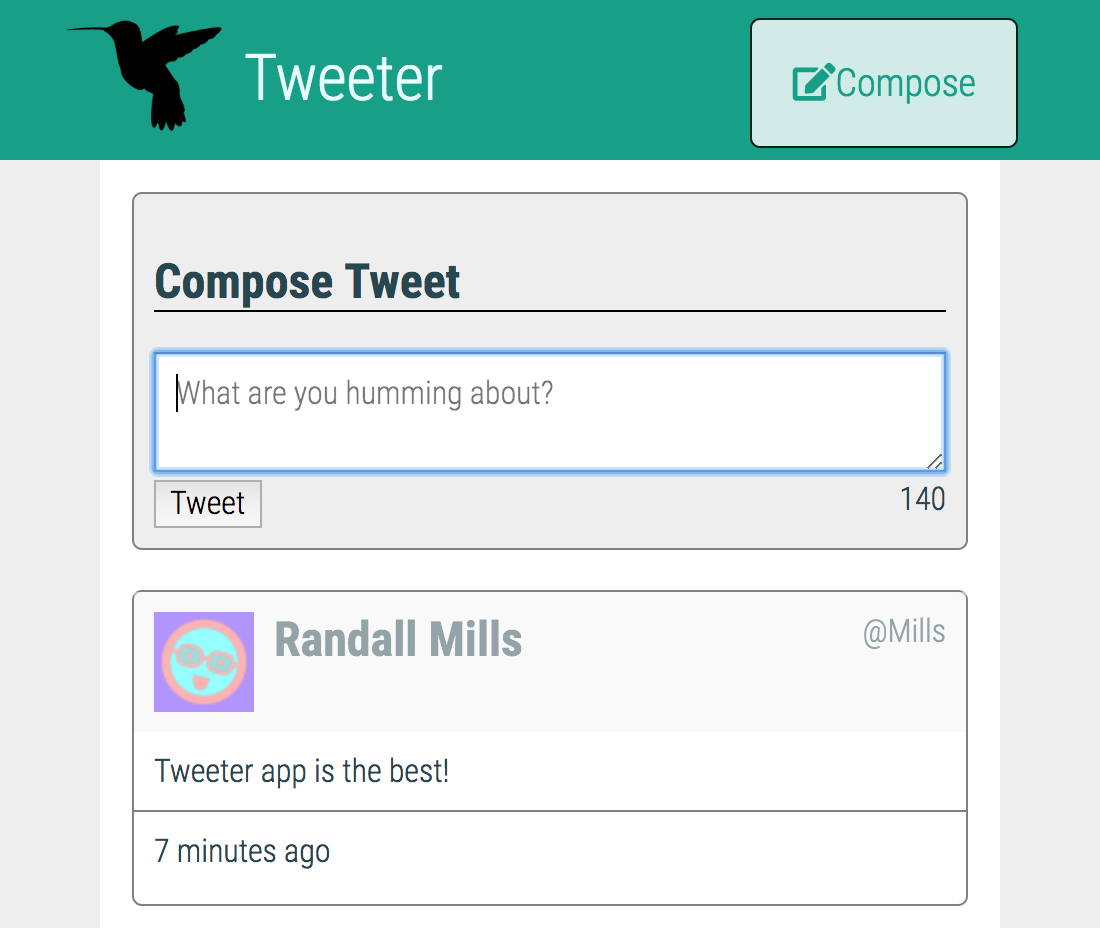 Tweeter
Compose
Compose Tweet
What are you humming about?
Tweet
140
Randall Mills
@Mills
Tweeter app is the best!
7 minutes ago